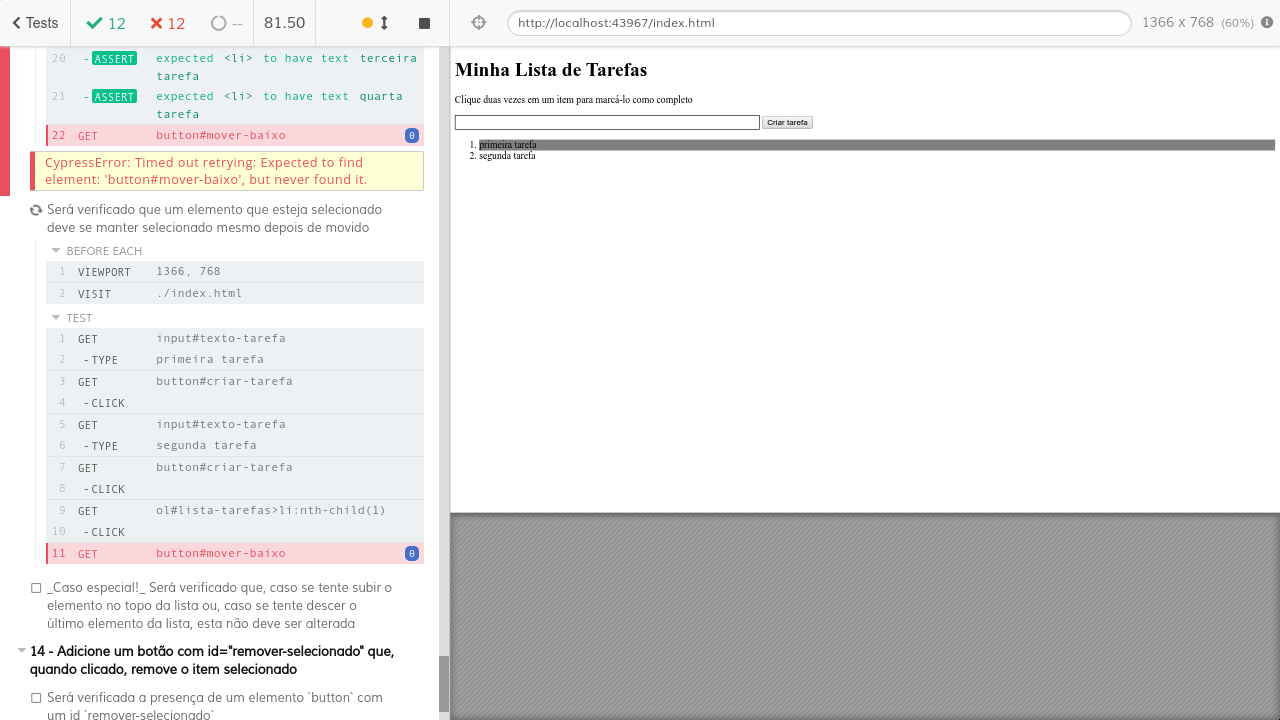 Tests 12 12 -- 81.50 http://localhost:43967/index.html 1366 x 768 (60%)
20 -ASSERT expected <li> to have text terceira
tarefa
21 -ASSERT expected <li> to have text quarta
tarefa
22 GET button#mover-baixo 0
CypressError: Timed out retrying: Expected to find
element: 'button#mover-baixo', but never found it.
Será verificado que um elemento que esteja selecionado
deve se manter selecionado mesmo depois de movido
BEFORE EACH
1 VIEWPORT 1366, 768
2 VISIT ./index.html
TEST
1 GET input#texto-tarefa
2 -TYPE primeira tarefa
3 GET button#criar-tarefa
4 -CLICK
5 GET input#texto-tarefa
6 -TYPE segunda tarefa
7 GET button#criar-tarefa
8 -CLICK
9 GET ol#lista-tarefas>li:nth-child(1)
10 -CLICK
11 GET button#mover-baixo 0
_Caso especial!_ Será verificado que, caso se tente subir o
elemento no topo da lista ou, caso se tente descer o
último elemento da lista, esta não deve ser alterada
14 - Adicione um botão com id="remover-selecionado" que,
quando clicado, remove o item selecionado
Será verificada a presença de um elemento `button` com
um id `remover-selecionado`
Minha Lista de Tarefas
Clique duas vezes em um item para marcá-lo como completo
Criar tarefa
1. primeira tarefa
2. segunda tarefa